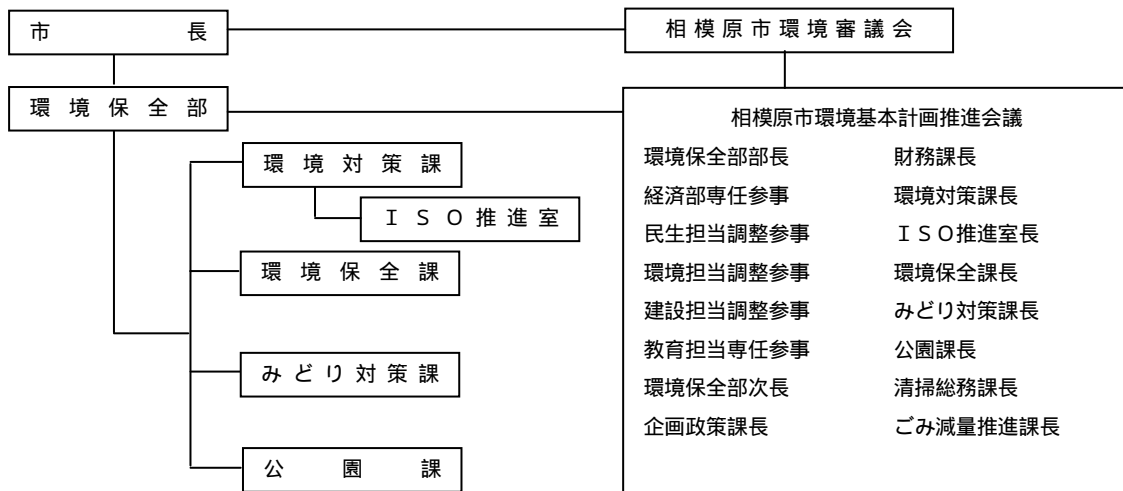 市長
相模原市環境審議会
環境保全部
環境対策課
ＩＳＯ推進室
環境保全課
みどり対策課
公園課
相模原市環境基本計画推進会議
環境保全部部長 財務課長
経済部専任参事 環境対策課長
民生担当調整参事 ＩＳＯ推進室長
環境担当調整参事 環境保全課長
建設担当調整参事 みどり対策課長
教育担当専任参事 公園課長
環境保全部次長 清掃総務課長
企画政策課長 ごみ減量推進課長